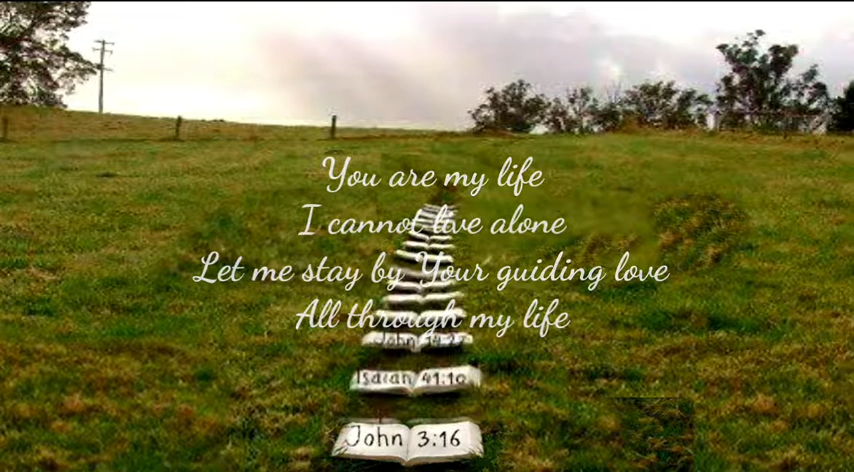 You are my life
I cannot live alone
Let me stay by Your guiding love
All through my life
John 14:27
Isaiah 41:10
John 3:16